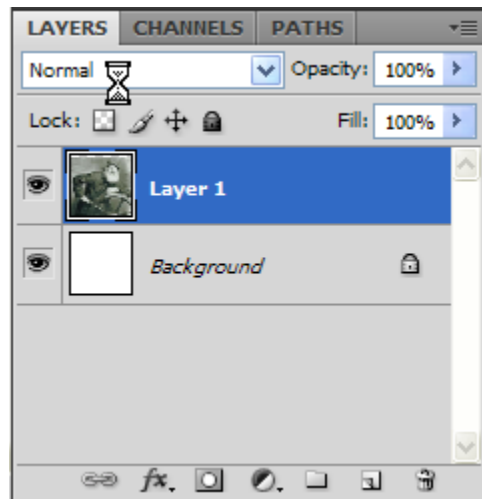 LAYERS CHANNELS PATHS
Normal Opacity: 100%
Lock: Fill: 100%
Layer 1
Background
fx.